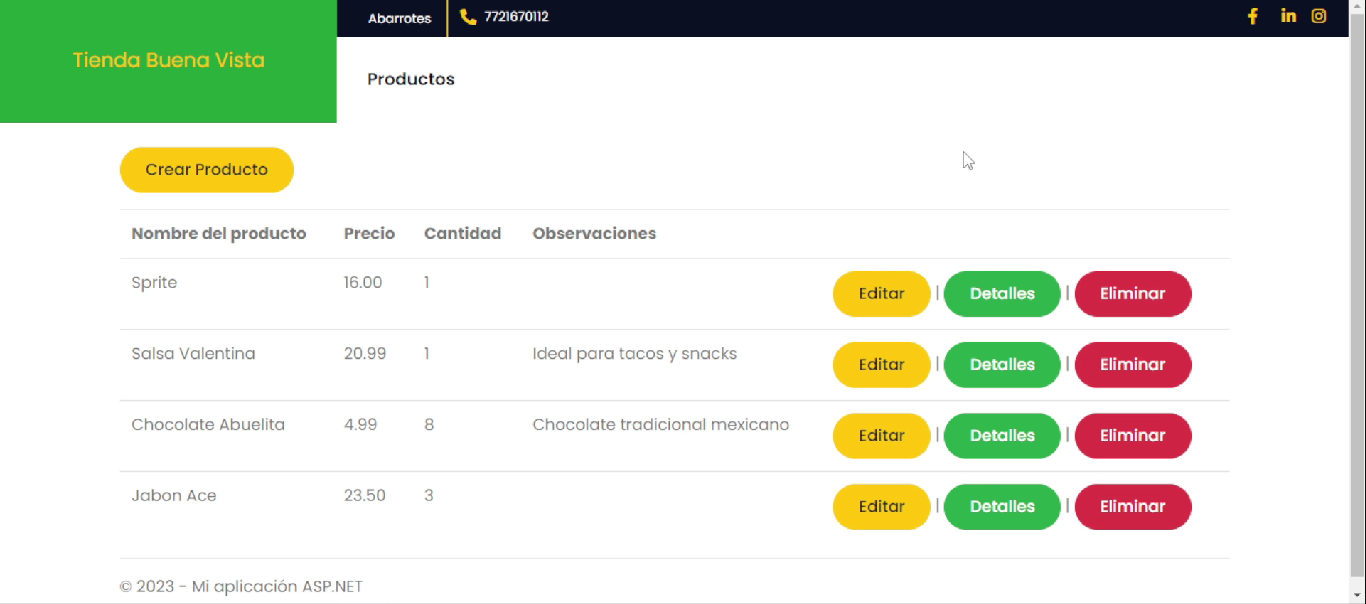 Abarrotes 7721670112
Tienda Buena Vista
Productos
Crear Producto
Nombre del producto Precio Cantidad Observaciones
Sprite 16.00 1 Editar | Detalles | Eliminar
Salsa Valentina 20.99 1 Ideal para tacos y snacks Editar | Detalles | Eliminar
Chocolate Abuelita 4.99 8 Chocolate tradicional mexicano Editar | Detalles | Eliminar
Jabon Ace 23.50 3 Editar | Detalles | Eliminar
© 2023 - Mi aplicación ASP.NET